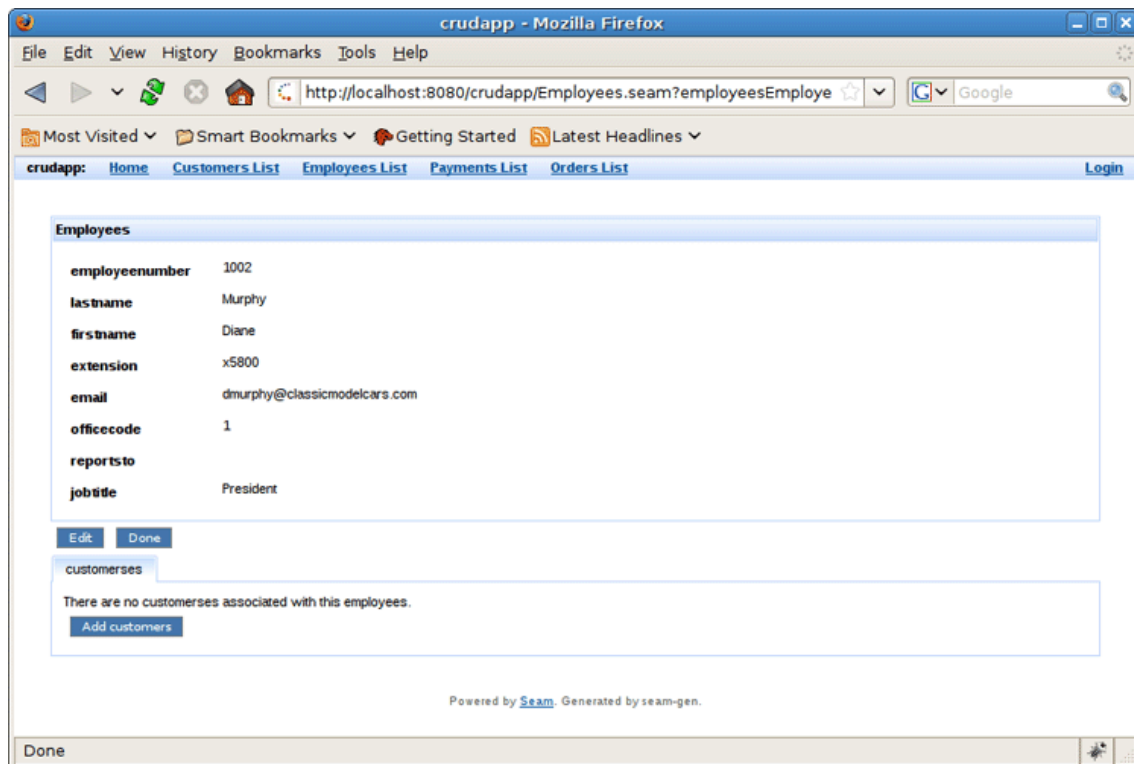 crudapp - Mozilla Firefox
File Edit View History Bookmarks Tools Help
http://localhost:8080/crudapp/Employees.seam?employeesEmploye G Google
Most Visited Smart Bookmarks Getting Started Latest Headlines
crudapp: Home Customers List Employees List Payments List Orders List Login
Employees
employeenumber 1002
lastname Murphy
firstname Diane
extension x5800
email dmurphy@classicmodelcars.com
officecode 1
reportsto
jobtitle President
Edit Done
customerses
There are no customerses associated with this employees.
Add customers
Powered by Seam. Generated by seam-gen.
Done